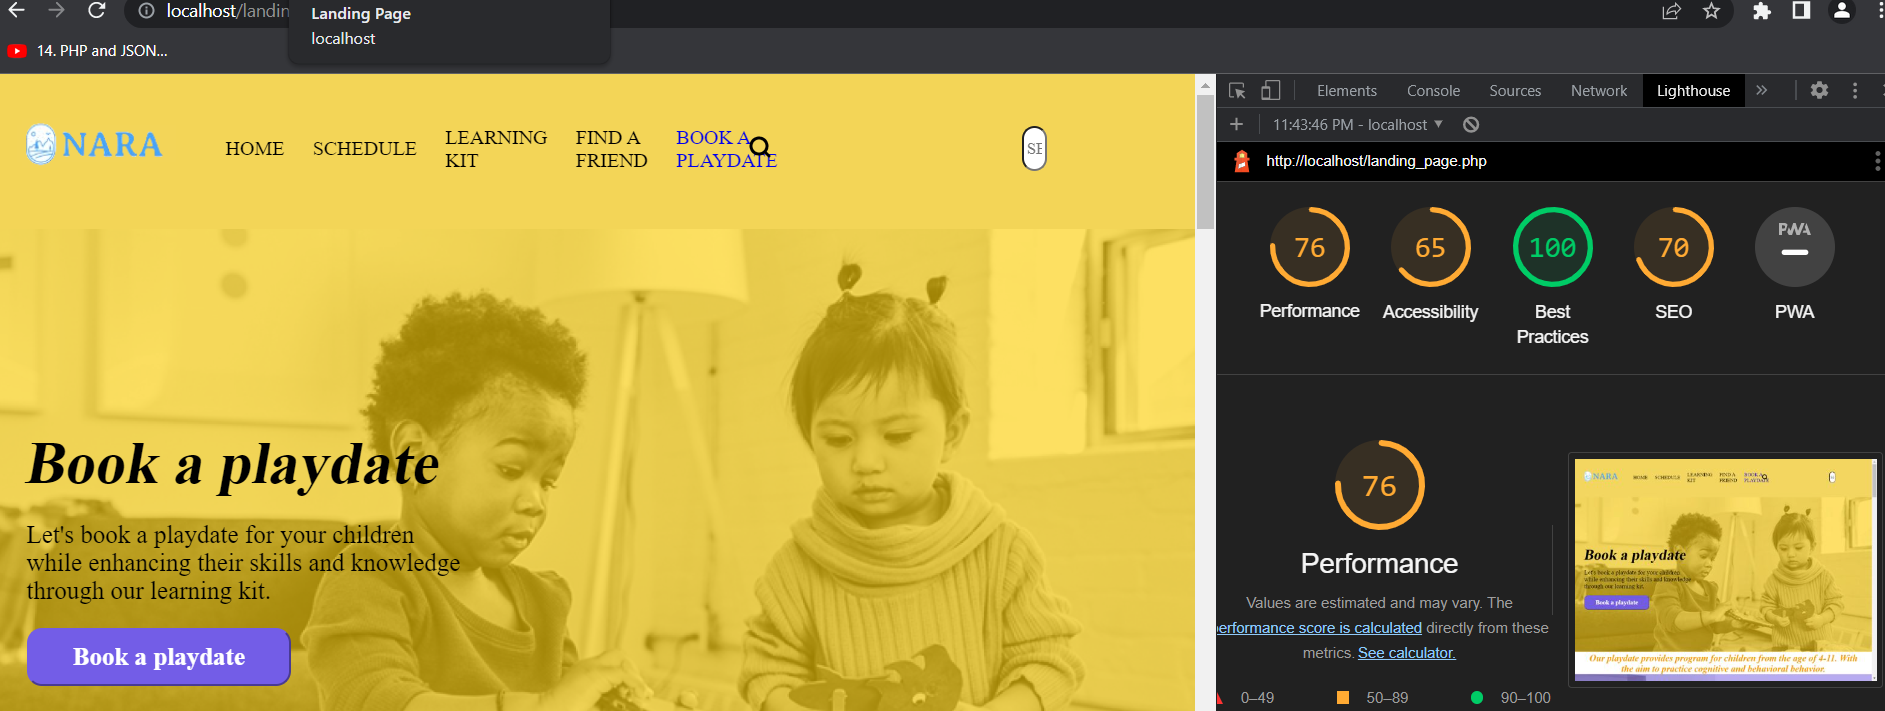 localhost/landin
Landing Page
localhost
14. PHP and JSON...
NARA
HOME
SCHEDULE
LEARNING
KIT
FIND A
FRIEND
BOOK A
PLAYDATE
SE
Book a playdate
Let's book a playdate for your children
while enhancing their skills and knowledge
through our learning kit.
Book a playdate
Elements Console Sources Network Lighthouse
11:43:46 PM - localhost
http://localhost/landing_page.php
76 65 100 70 PWA
Performance Accessibility Best
Practices SEO PWA
76
Performance
Values are estimated and may vary. The
performance score is calculated directly from these
metrics. See calculator.
0–49 50–89 90–100
NARA
HOME
SCHEDULE
LEARNING
KIT
FIND A
FRIEND
BOOK A
PLAYDATE
Book a playdate
Let's book a playdate for your children
while enhancing their skills and knowledge
through our learning kit.
Book a playdate
Our playdate provides program for children from the age of 4-11. With
the aim to practice cognitive and behavioral behavior.